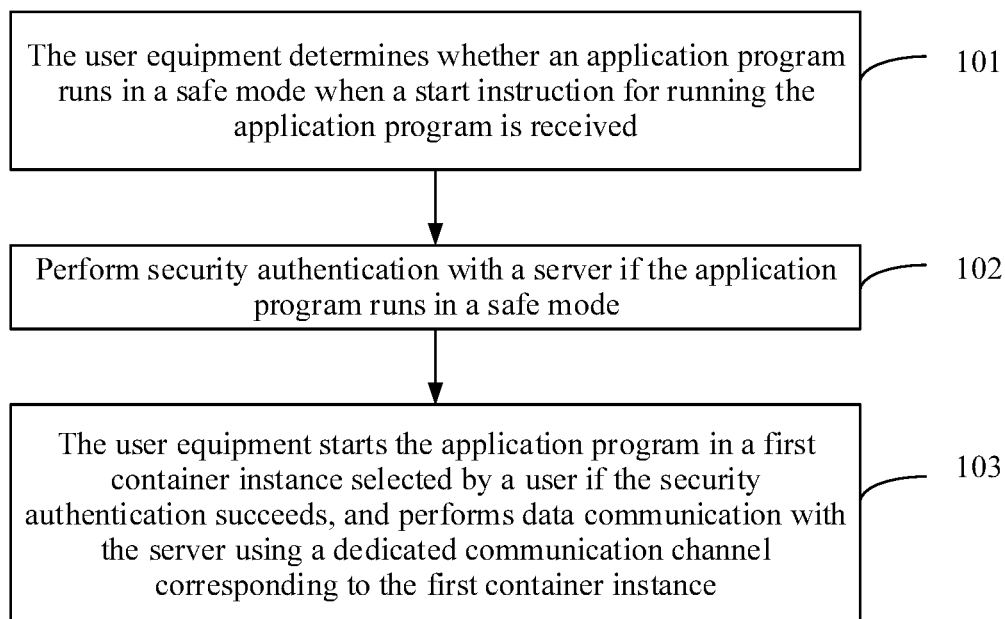 The user equipment determines whether an application program
runs in a safe mode when a start instruction for running the
application program is received
101
Perform security authentication with a server if the application
program runs in a safe mode
102
The user equipment starts the application program in a first
container instance selected by a user if the security
authentication succeeds, and performs data communication with
the server using a dedicated communication channel
corresponding to the first container instance
103